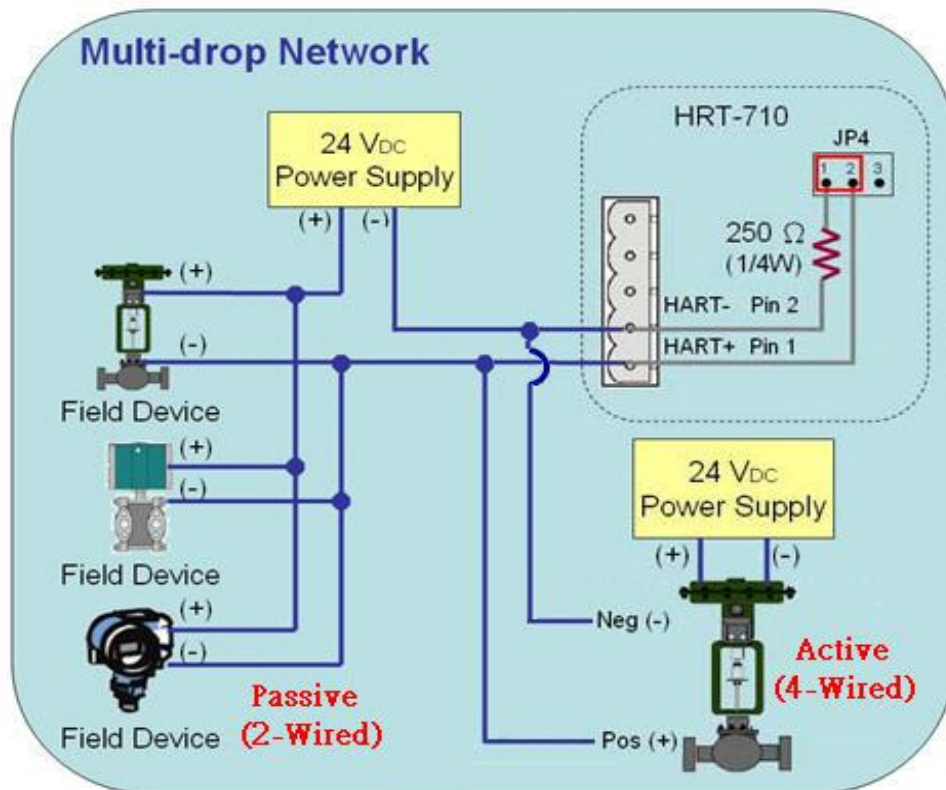 Multi-drop Network
24 VDC
Power Supply
(+) (-)
HRT-710
JP4
1 2 3
250 Ω
(1/4W)
HART- Pin 2
HART+ Pin 1
(+)
(-)
Field Device
(+)
(-)
Field Device
(+)
(-)
Field Device
Passive
(2-Wired)
24 VDC
Power Supply
(+) (-)
Neg (-)
Active
(4-Wired)
Pos (+)